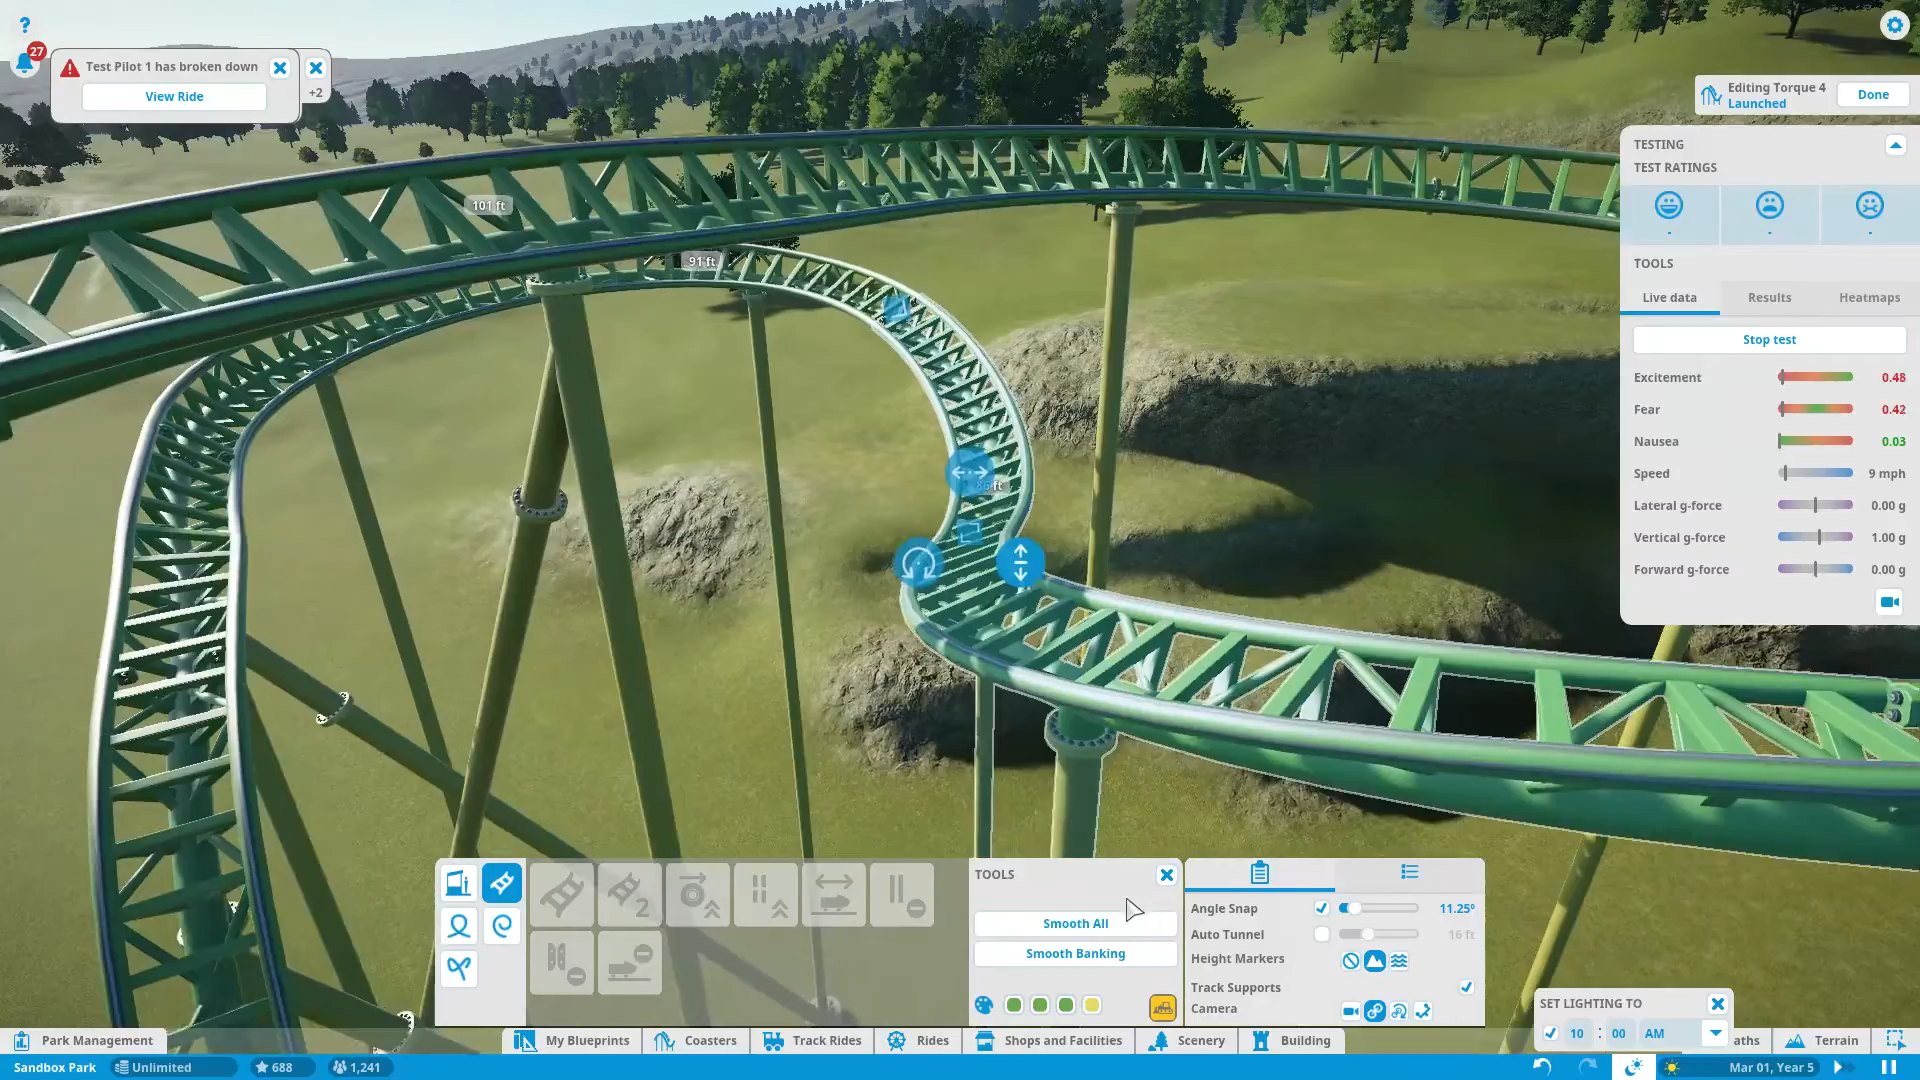 ?
27
Test Pilot 1 has broken down
View Ride
+2
Editing Torque 4
Launched
Done
TESTING
TEST RATINGS
-
-
-
TOOLS
Live data
Results
Heatmaps
Stop test
Excitement 0.48
Fear 0.42
Nausea 0.03
Speed 9 mph
Lateral g-force 0.00 g
Vertical g-force 1.00 g
Forward g-force 0.00 g
101 ft
91 ft
ft
2
TOOLS
Smooth All
Smooth Banking
Angle Snap 11.25°
Auto Tunnel 16 ft
Height Markers
Track Supports
Camera
SET LIGHTING TO
10 : 00 AM
Park Management
My Blueprints
Coasters
Track Rides
Rides
Shops and Facilities
Scenery
Building
aths
Terrain
Sandbox Park
Unlimited
688
1,241
Mar 01, Year 5